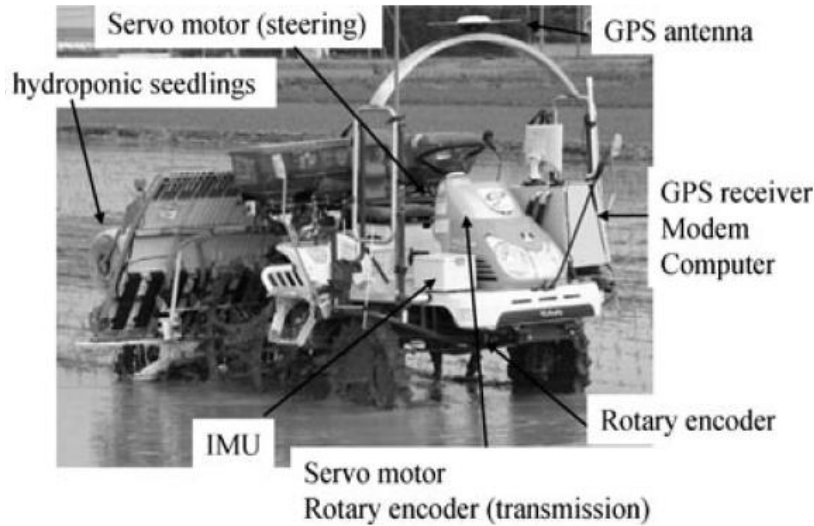 Servo motor (steering)
GPS antenna
hydroponic seedlings
GPS receiver
Modem
Computer
Rotary encoder
IMU
Servo motor
Rotary encoder (transmission)